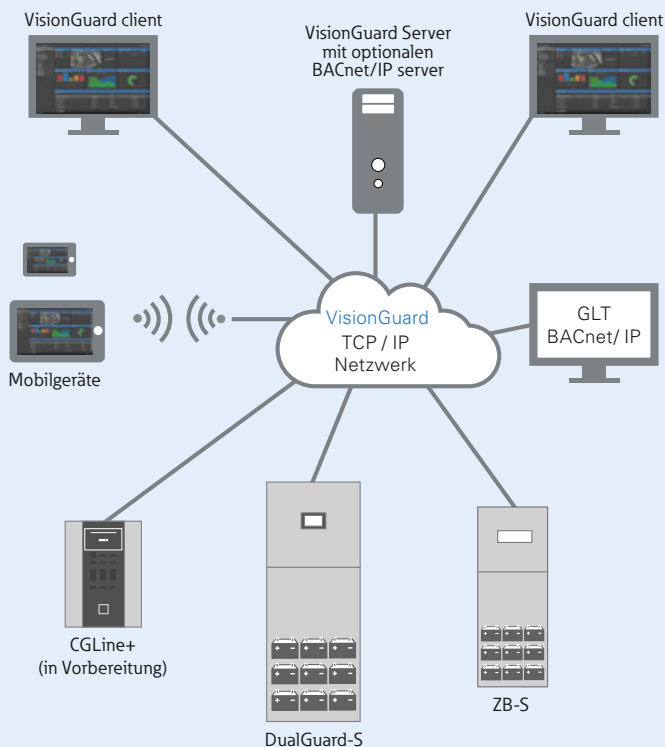 VisionGuard client
VisionGuard Server
mit optionalen
BACnet/IP server
VisionGuard client
VisionGuard
TCP / IP
Netzwerk
GLT
BACnet/ IP
Mobilgeräte
CGLine+
(in Vorbereitung)
DualGuard-S
ZB-S